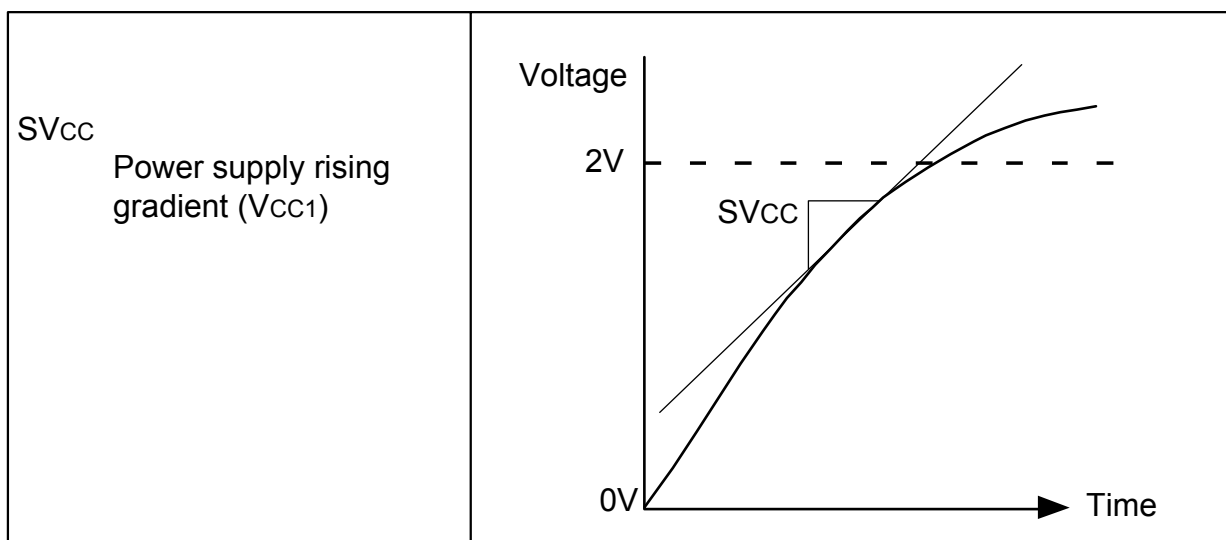 SVCC
Power supply rising
gradient (VCC1)
Voltage
2V
SVCC
0V
Time